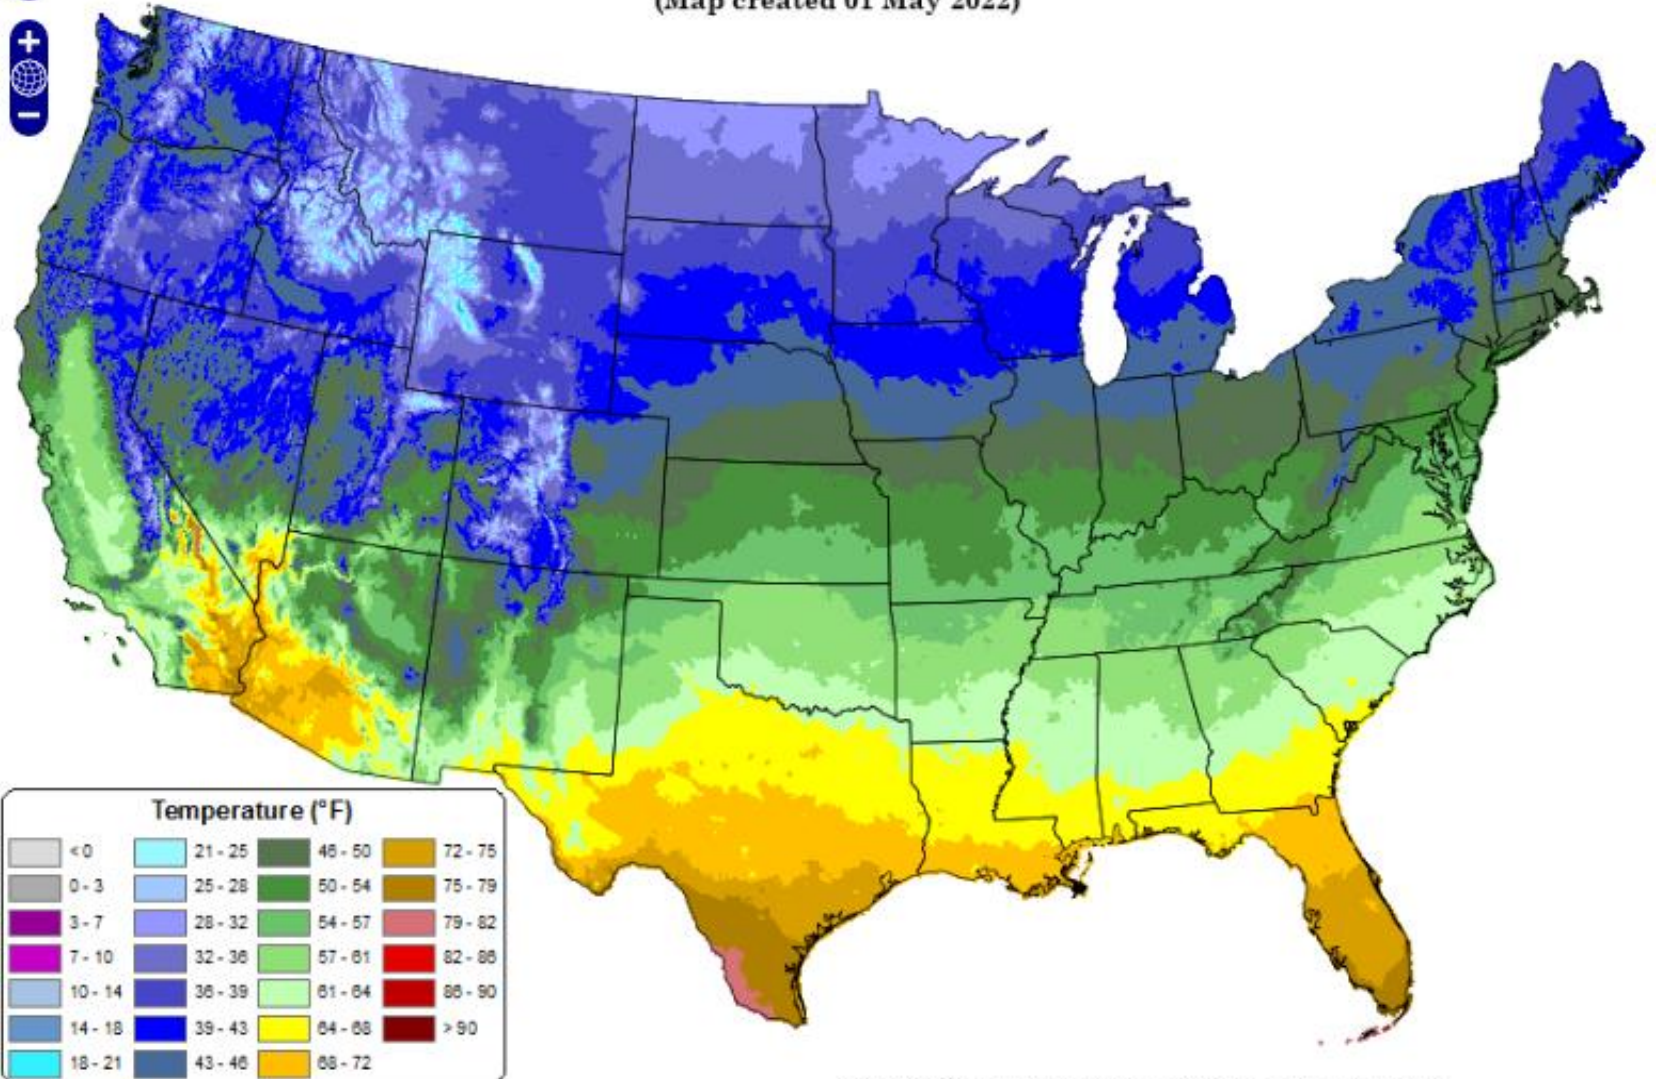 (Map created 01 May 2022)
+
−
Temperature (°F)
< 0 21 - 25 46 - 50 72 - 75
0 - 3 25 - 28 50 - 54 75 - 79
3 - 7 28 - 32 54 - 57 79 - 82
7 - 10 32 - 36 57 - 61 82 - 86
10 - 14 36 - 39 61 - 64 86 - 90
14 - 18 39 - 43 64 - 68 > 90
18 - 21 43 - 46 68 - 72